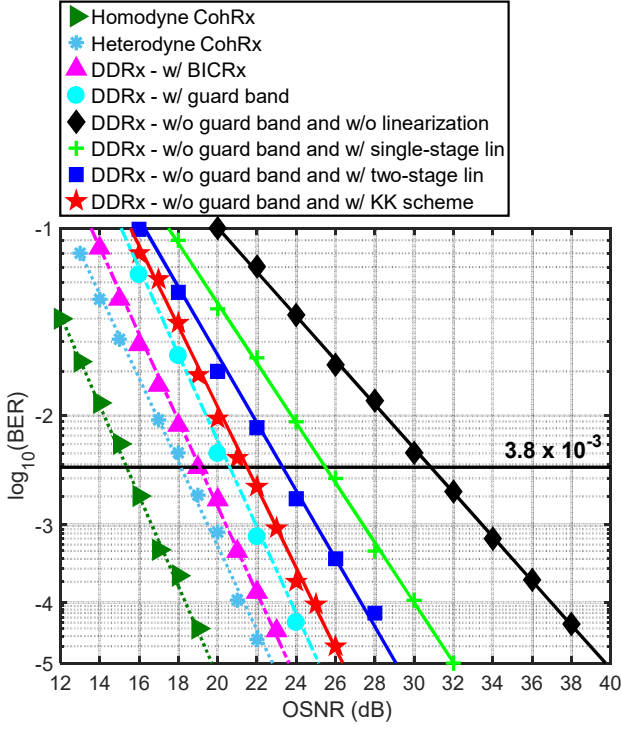 Homodyne CohRx
Heterodyne CohRx
DDRx - w/ BICRx
DDRx - w/ guard band
DDRx - w/o guard band and w/o linearization
DDRx - w/o guard band and w/ single-stage lin
DDRx - w/o guard band and w/ two-stage lin
DDRx - w/o guard band and w/ KK scheme
-1
-2
-3
-4
-5
log10(BER)
3.8 x 10-3
12 14 16 18 20 22 24 26 28 30 32 34 36 38 40
OSNR (dB)